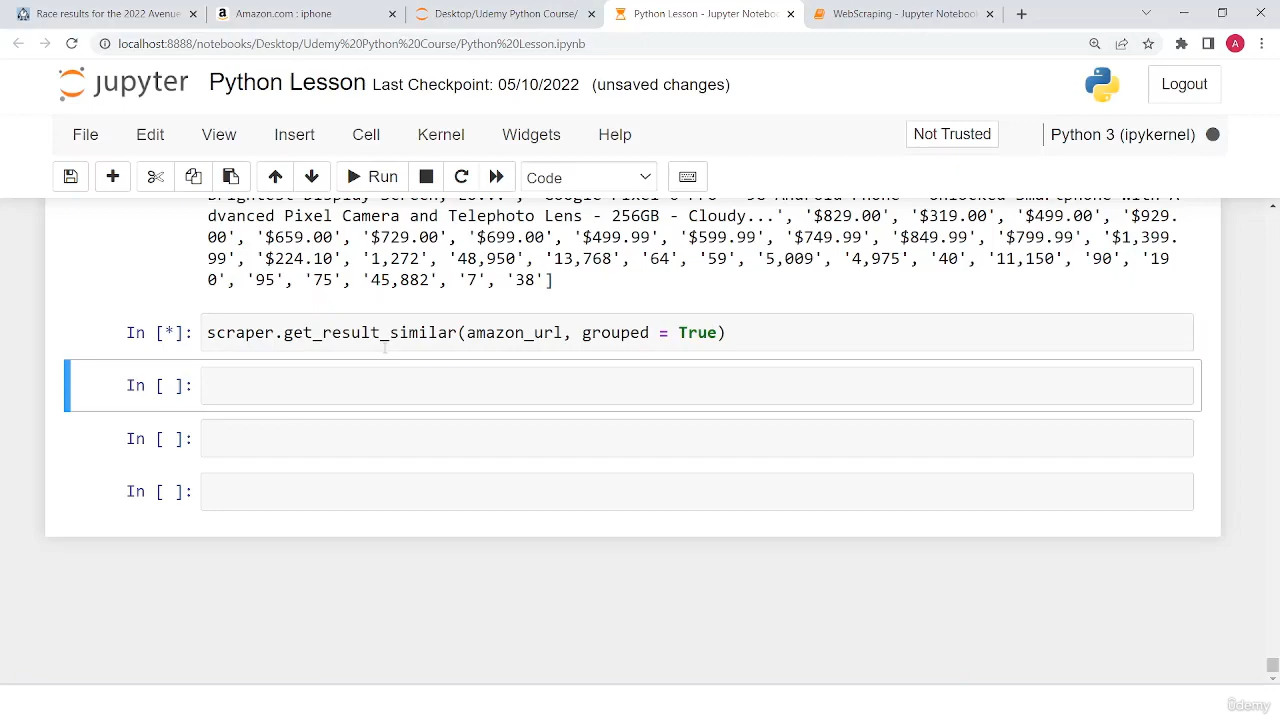 Race results for the 2022 Avenue
Amazon.com : iphone
Desktop/Udemy Python Course/
Python Lesson - Jupyter Notebook
WebScraping - Jupyter Notebook
localhost:8888/notebooks/Desktop/Udemy%20Python%20Course/Python%20Lesson.ipynb
A
jupyter Python Lesson Last Checkpoint: 05/10/2022 (unsaved changes)
Logout
File Edit View Insert Cell Kernel Widgets Help
Not Trusted
Python 3 (ipykernel)
Run
Code
dvanced Pixel Camera and Telephoto Lens - 256GB - Cloudy...', '$829.00', '$319.00', '$499.00', '$929.
00', '$659.00', '$729.00', '$699.00', '$499.99', '$599.99', '$749.99', '$849.99', '$799.99', '$1,399.
99', '$224.10', '1,272', '48,950', '13,768', '64', '59', '5,009', '4,975', '40', '11,150', '90', '19
0', '95', '75', '45,882', '7', '38']
In [*]: scraper.get_result_similar(amazon_url, grouped = True)
In [ ]:
In [ ]:
In [ ]:
Udemy